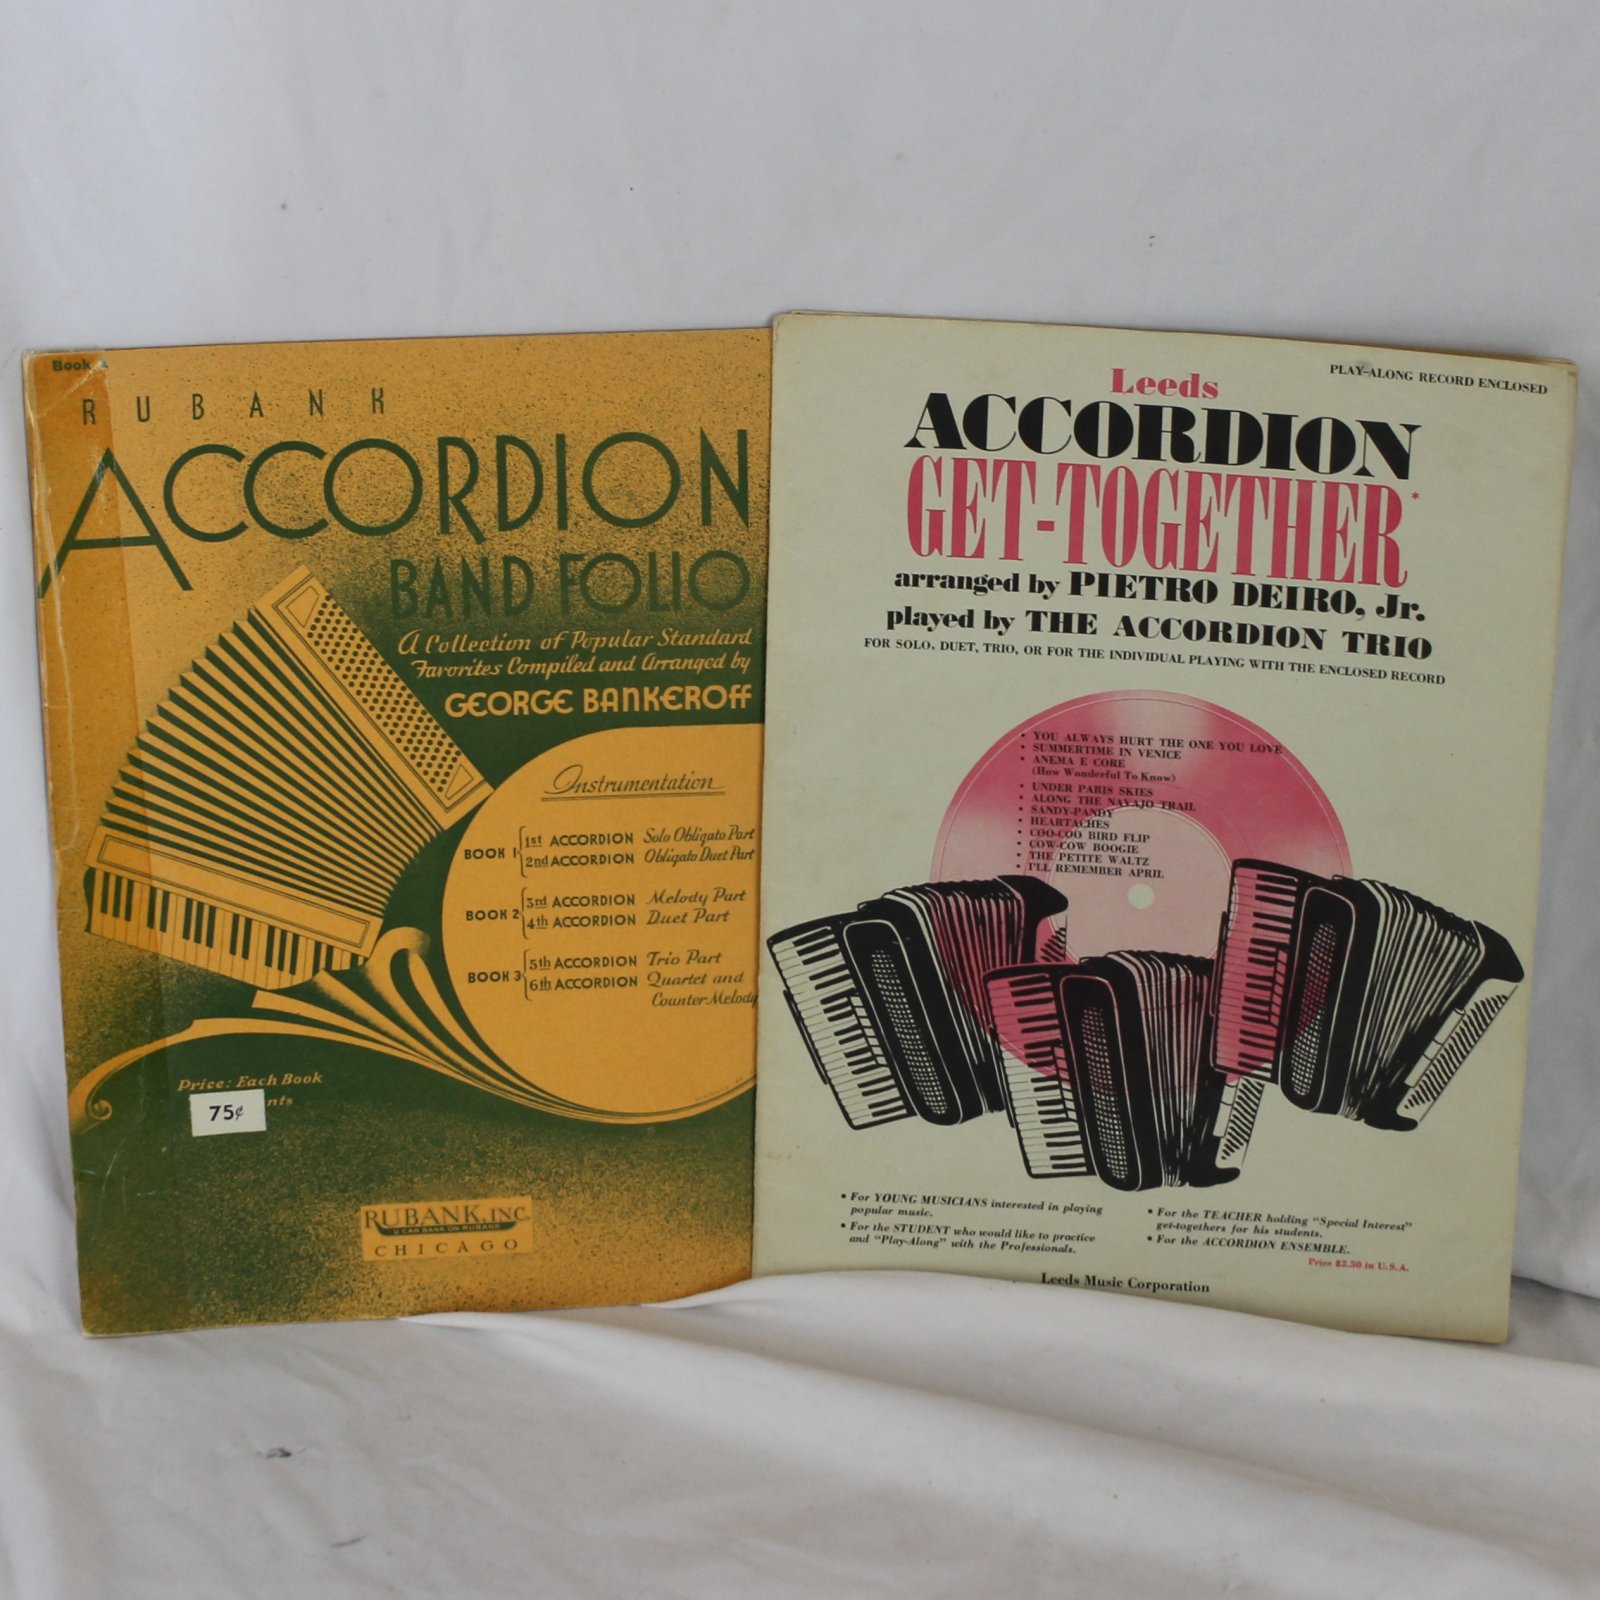 Book
RUBANK
ACCORDION
BAND FOLIO
A Collection of Popular Standard
Favorites Compiled and Arranged by
GEORGE BANKEROFF
Instrumentation
BOOK 1
1st ACCORDION Solo Obligato Part
2nd ACCORDION Obligato Duet Part
BOOK 2
3rd ACCORDION Melody Part
4th ACCORDION Duet Part
BOOK 3
5th ACCORDION Trio Part
6th ACCORDION Quartet and
Counter Melody
Price: Each Book
75¢
RUBANK, INC.
U CAN BANK ON RUBANK
CHICAGO
PLAY-ALONG RECORD ENCLOSED
Leeds
ACCORDION
GET-TOGETHER*
arranged by PIETRO DEIRO, Jr.
played by THE ACCORDION TRIO
FOR SOLO, DUET, TRIO, OR FOR THE INDIVIDUAL PLAYING WITH THE ENCLOSED RECORD
• YOU ALWAYS HURT THE ONE YOU LOVE
• SUMMERTIME IN VENICE
• ANEMA E CORE
(How Wonderful To Know)
• UNDER PARIS SKIES
• ALONG THE NAVAJO TRAIL
• SANDY-PANDY
• HEARTACHES
• COO-COO BIRD FLIP
• COW-COW BOOGIE
• THE PETITE WALTZ
• I'LL REMEMBER APRIL
• For YOUNG MUSICIANS interested in playing
popular music.
• For the STUDENT who would like to practice
and "Play-Along" with the Professionals.
• For the TEACHER holding "Special Interest"
get-togethers for his students.
• For the ACCORDION ENSEMBLE.
Price $2.50 in U.S.A.
Leeds Music Corporation